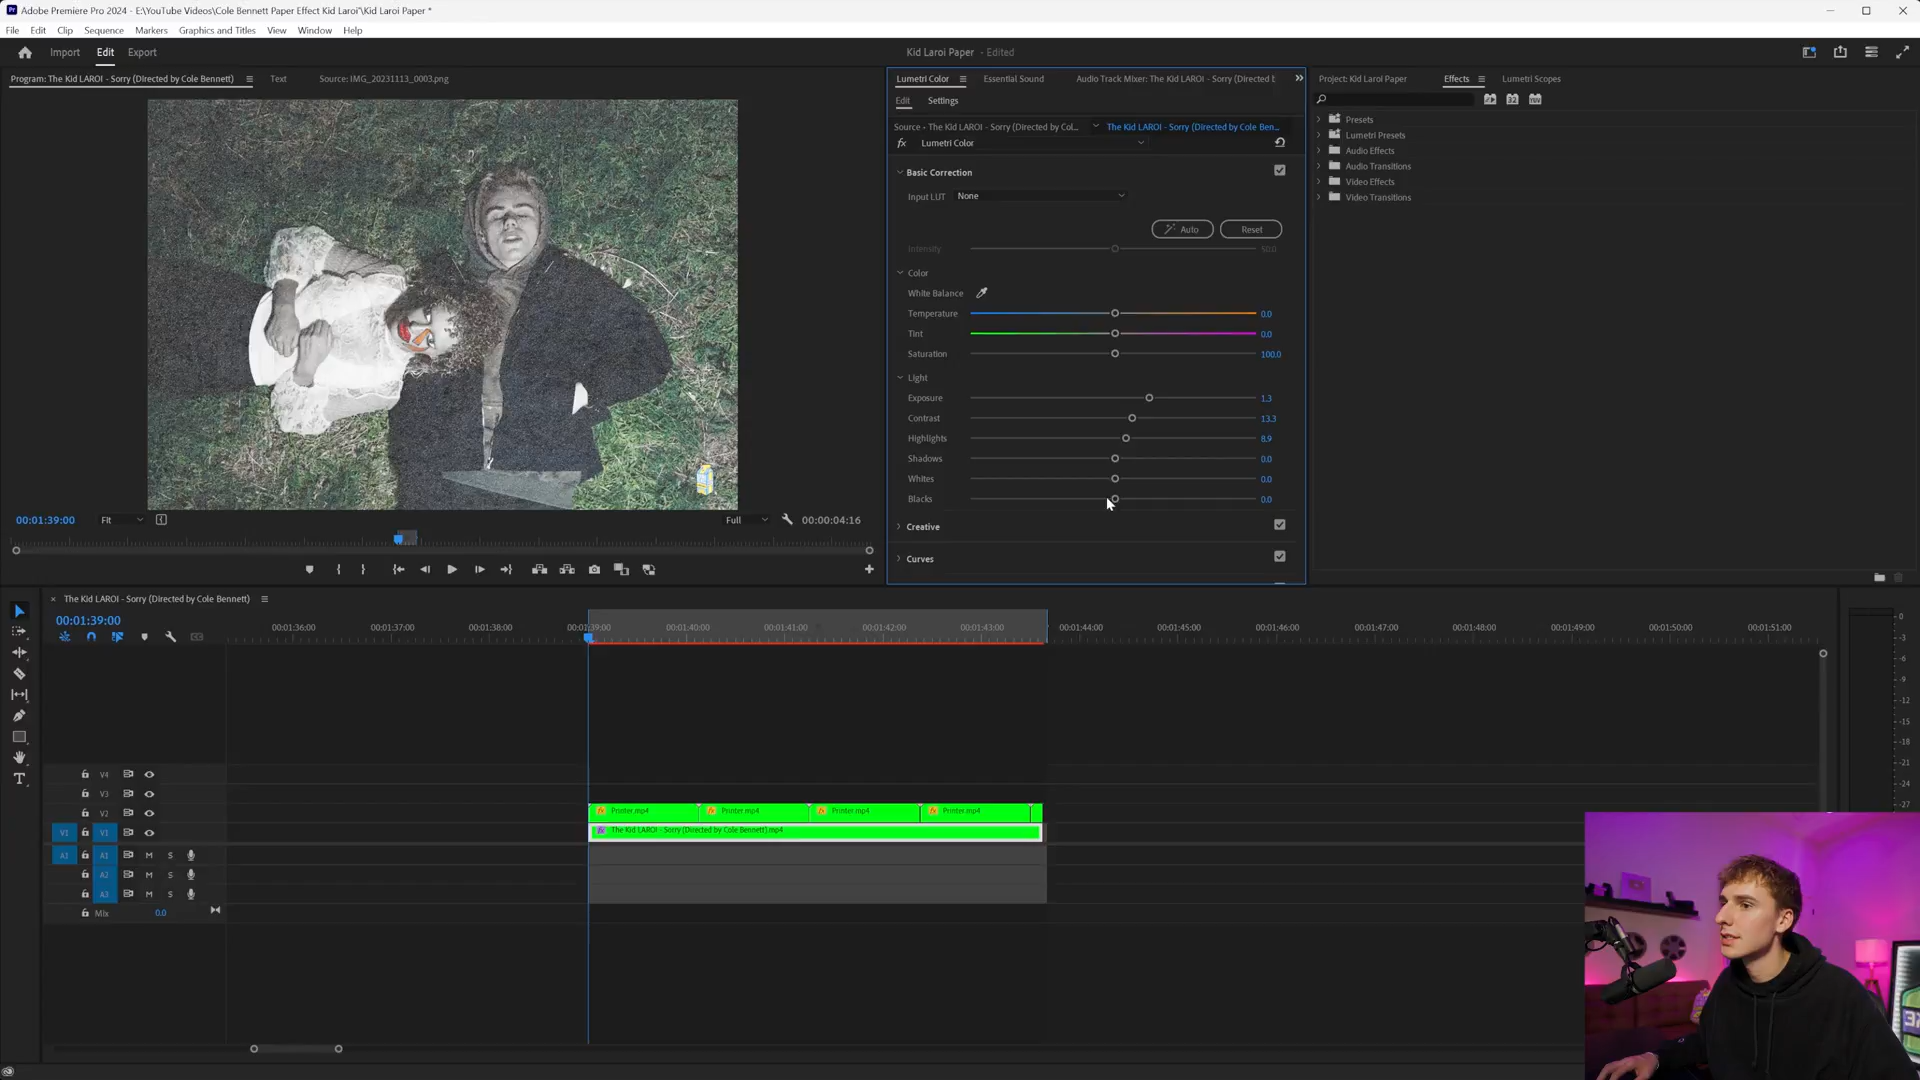 Adobe Premiere Pro 2024 - E:\YouTube Videos\Cole Bennett Paper Effect Kid Laroi"\Kid Laroi Paper *
File Edit Clip Sequence Markers Graphics and Titles View Window Help
Import Edit Export
Kid Laroi Paper - Edited
Program: The Kid LAROI - Sorry (Directed by Cole Bennett)
Text
Source: IMG_20231113_0003.png
Lumetri Color
Essential Sound
Audio Track Mixer: The Kid LAROI - Sorry (Directed
Project: Kid Laroi Paper
Effects
Lumetri Scopes
Edit Settings
Source - The Kid LAROI - Sorry (Directed by Col...
The Kid LAROI - Sorry (Directed by Cole Ben...
fx Lumetri Color
Basic Correction
Input LUT None
Auto Reset
Intensity 50.0
Color
White Balance
Temperature 0.0
Tint 0.0
Saturation 100.0
Light
Exposure 1.3
Contrast 13.3
Highlights 8.9
Shadows 0.0
Whites 0.0
Blacks 0.0
Creative
Curves
Presets
Lumetri Presets
Audio Effects
Audio Transitions
Video Effects
Video Transitions
00:01:39:00 Fit Full 00:00:04:16
The Kid LAROI - Sorry (Directed by Cole Bennett)
00:01:39:00
00:01:36:00 00:01:37:00 00:01:38:00 00:01:39:00 00:01:40:00 00:01:41:00 00:01:42:00 00:01:43:00 00:01:44:00 00:01:45:00 00:01:46:00 00:01:47:00 00:01:48:00 00:01:49:00 00:01:50:00 00:01:51:00
V4
V3
V2 Printer.mp4 Printer.mp4 Printer.mp4 Printer.mp4
V1 V1 The Kid LAROI - Sorry (Directed by Cole Bennett).mp4
A1 A1 M S
A2 M S
A3 M S
Mix 0.0
0
-3
-6
-9
-12
-15
-18
-21
-24
-27